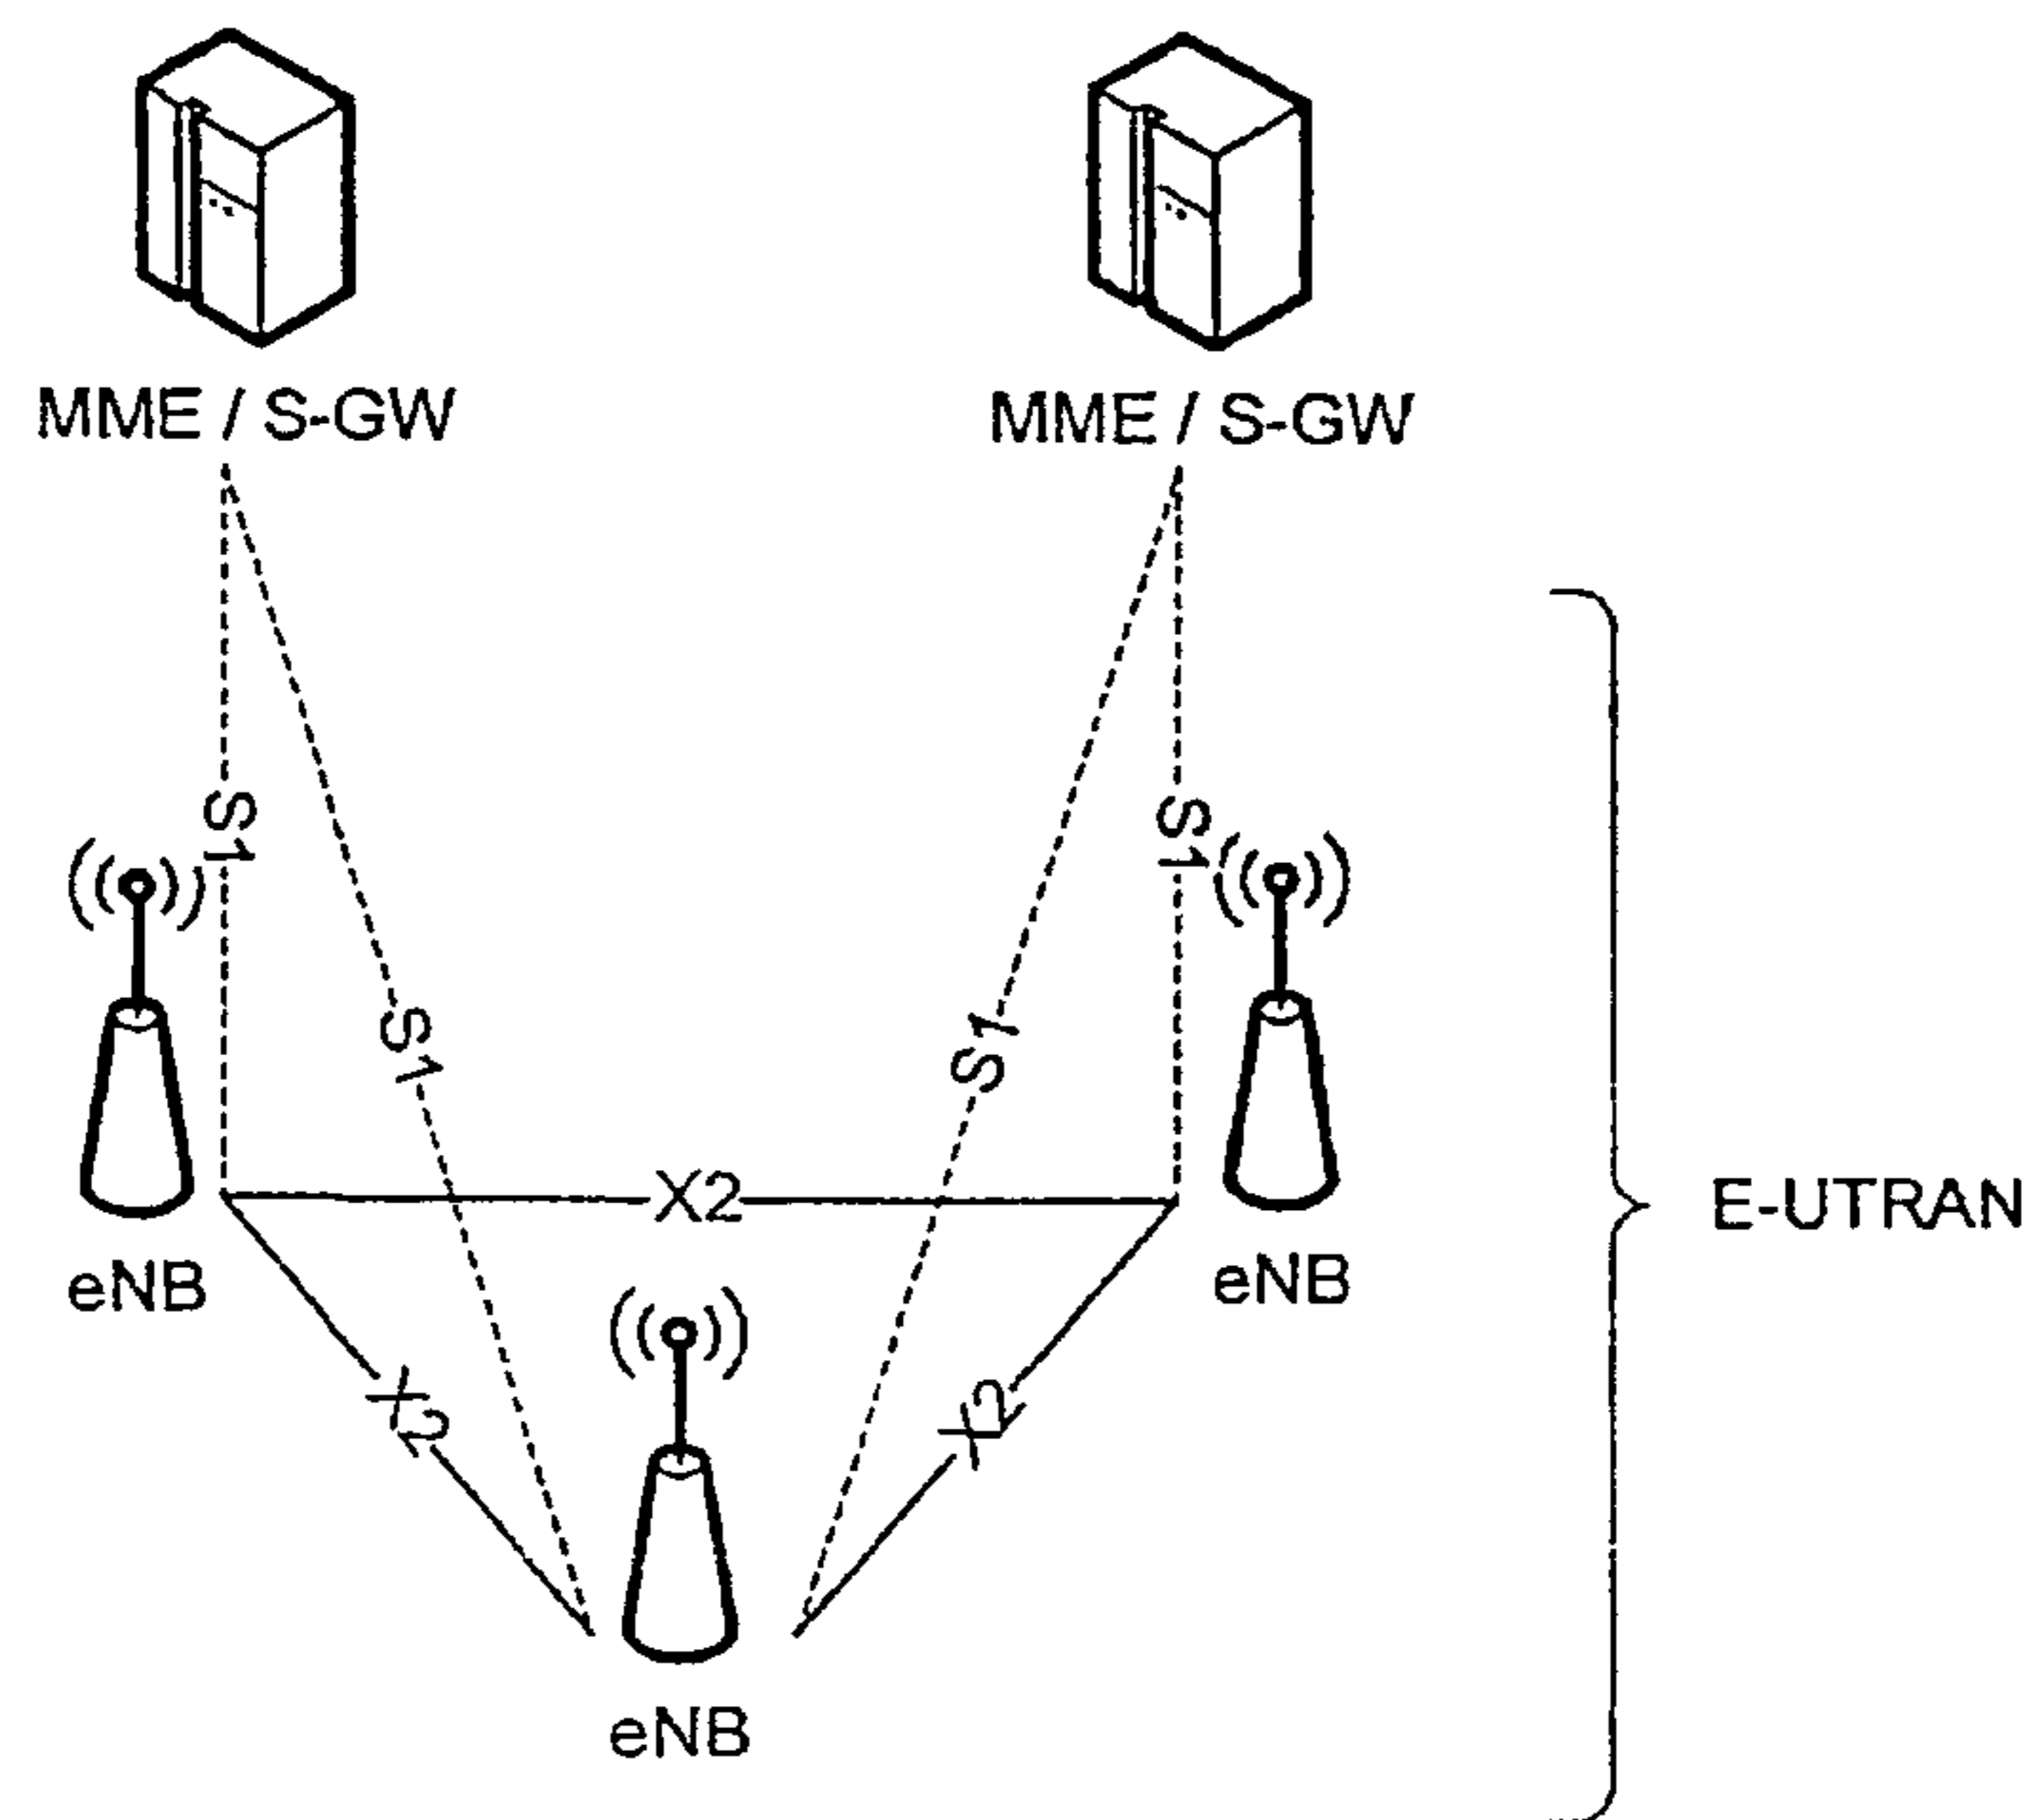 MME / S-GW
MME / S-GW
S1
S1
S1
S1
X2
E-UTRAN
eNB
eNB
X2
X2
eNB